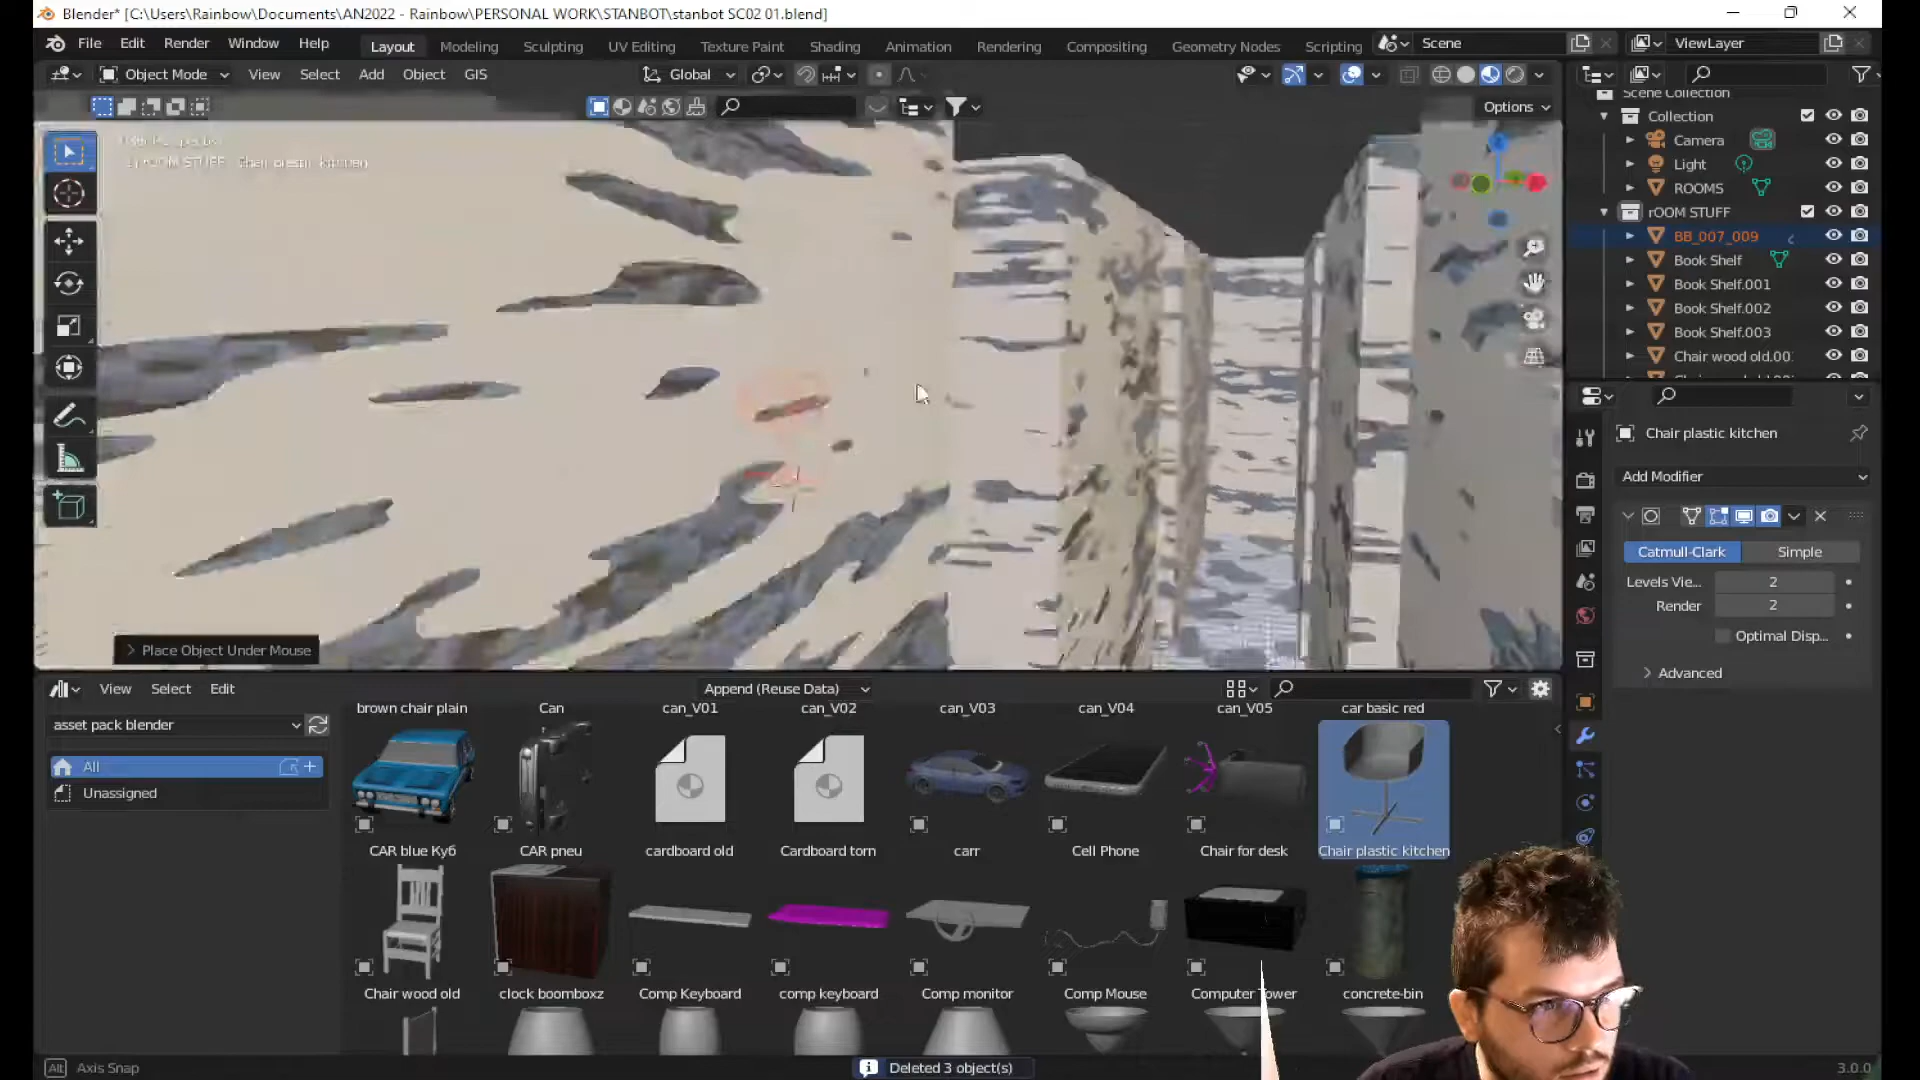 Blender* [C:\Users\Rainbow\Documents\AN2022 - Rainbow\PERSONAL WORK\STANBOT\stanbot SC02 01.blend]
File Edit Render Window Help Layout Modeling Sculpting UV Editing Texture Paint Shading Animation Rendering Compositing Geometry Nodes Scripting Scene ViewLayer
Object Mode View Select Add Object GIS Global
Options
Scene Collection
Collection
Camera
Light
ROOMS
rOOM STUFF
BB_007_009
Book Shelf
Book Shelf.001
Book Shelf.002
Book Shelf.003
Chair wood old.00
Chair plastic kitchen
Add Modifier
Catmull-Clark Simple
Levels Vie... 2
Render 2
Optimal Disp...
Advanced
Place Object Under Mouse
View Select Edit Append (Reuse Data)
asset pack blender
All
Unassigned
brown chair plain Can can_V01 can_V02 can_V03 can_V04 can_V05 car basic red
CAR blue Куб CAR pneu cardboard old Cardboard torn carr Cell Phone Chair for desk Chair plastic kitchen
Chair wood old clock boomboxz Comp Keyboard comp keyboard Comp monitor Comp Mouse Computer Tower concrete-bin
Alt Axis Snap Deleted 3 object(s) 3.0.0